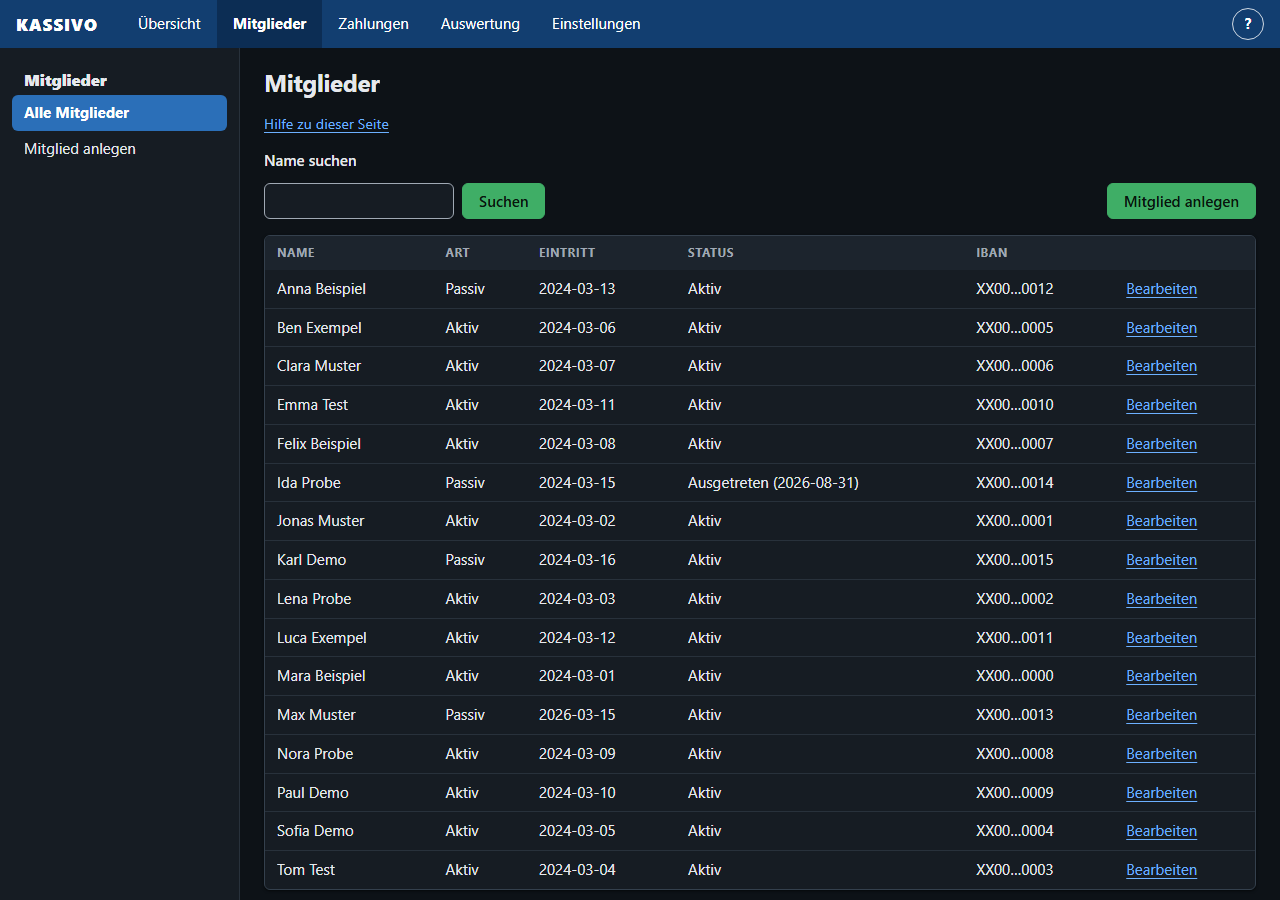 KASSIVO Übersicht Mitglieder Zahlungen Auswertung Einstellungen ?
Mitglieder
Alle Mitglieder
Mitglied anlegen
Mitglieder
Hilfe zu dieser Seite
Name suchen
Suchen Mitglied anlegen
NAME ART EINTRITT STATUS IBAN
Anna Beispiel Passiv 2024-03-13 Aktiv XX00...0012 Bearbeiten
Ben Exempel Aktiv 2024-03-06 Aktiv XX00...0005 Bearbeiten
Clara Muster Aktiv 2024-03-07 Aktiv XX00...0006 Bearbeiten
Emma Test Aktiv 2024-03-11 Aktiv XX00...0010 Bearbeiten
Felix Beispiel Aktiv 2024-03-08 Aktiv XX00...0007 Bearbeiten
Ida Probe Passiv 2024-03-15 Ausgetreten (2026-08-31) XX00...0014 Bearbeiten
Jonas Muster Aktiv 2024-03-02 Aktiv XX00...0001 Bearbeiten
Karl Demo Passiv 2024-03-16 Aktiv XX00...0015 Bearbeiten
Lena Probe Aktiv 2024-03-03 Aktiv XX00...0002 Bearbeiten
Luca Exempel Aktiv 2024-03-12 Aktiv XX00...0011 Bearbeiten
Mara Beispiel Aktiv 2024-03-01 Aktiv XX00...0000 Bearbeiten
Max Muster Passiv 2026-03-15 Aktiv XX00...0013 Bearbeiten
Nora Probe Aktiv 2024-03-09 Aktiv XX00...0008 Bearbeiten
Paul Demo Aktiv 2024-03-10 Aktiv XX00...0009 Bearbeiten
Sofia Demo Aktiv 2024-03-05 Aktiv XX00...0004 Bearbeiten
Tom Test Aktiv 2024-03-04 Aktiv XX00...0003 Bearbeiten